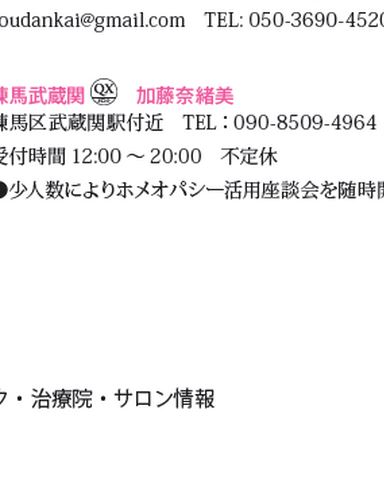 oudankai@gmail.com TEL: 050-3690-4520
練馬武蔵関 QX 加藤奈緒美
練馬区武蔵関駅付近 TEL：090-8509-4964
受付時間 12:00 〜 20:00 不定休
●少人数によりホメオパシー活用座談会を随時開
ク・治療院・サロン情報